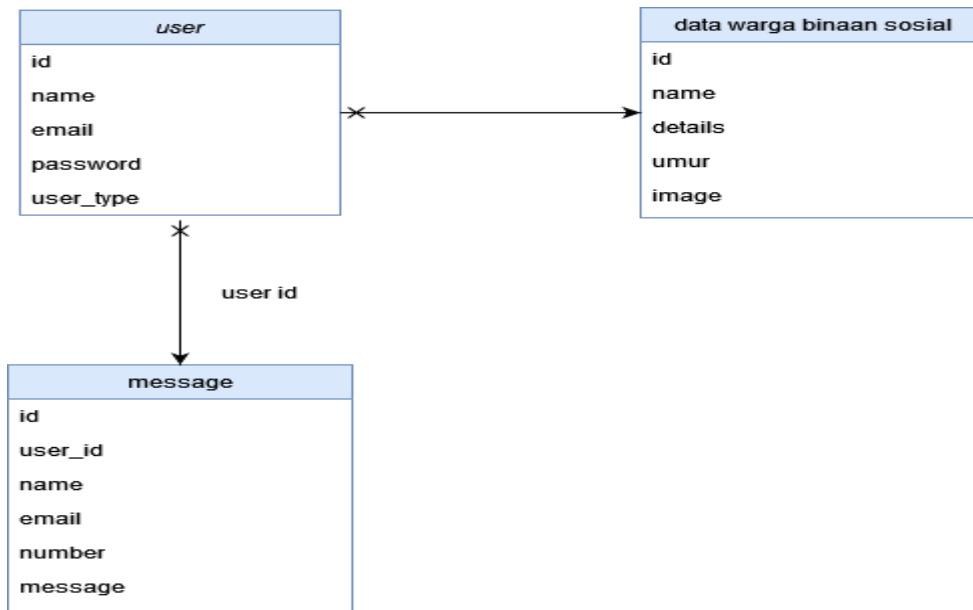 user
id
name
email
password
user_type
data warga binaan sosial
id
name
details
umur
image
user id
message
id
user_id
name
email
number
message